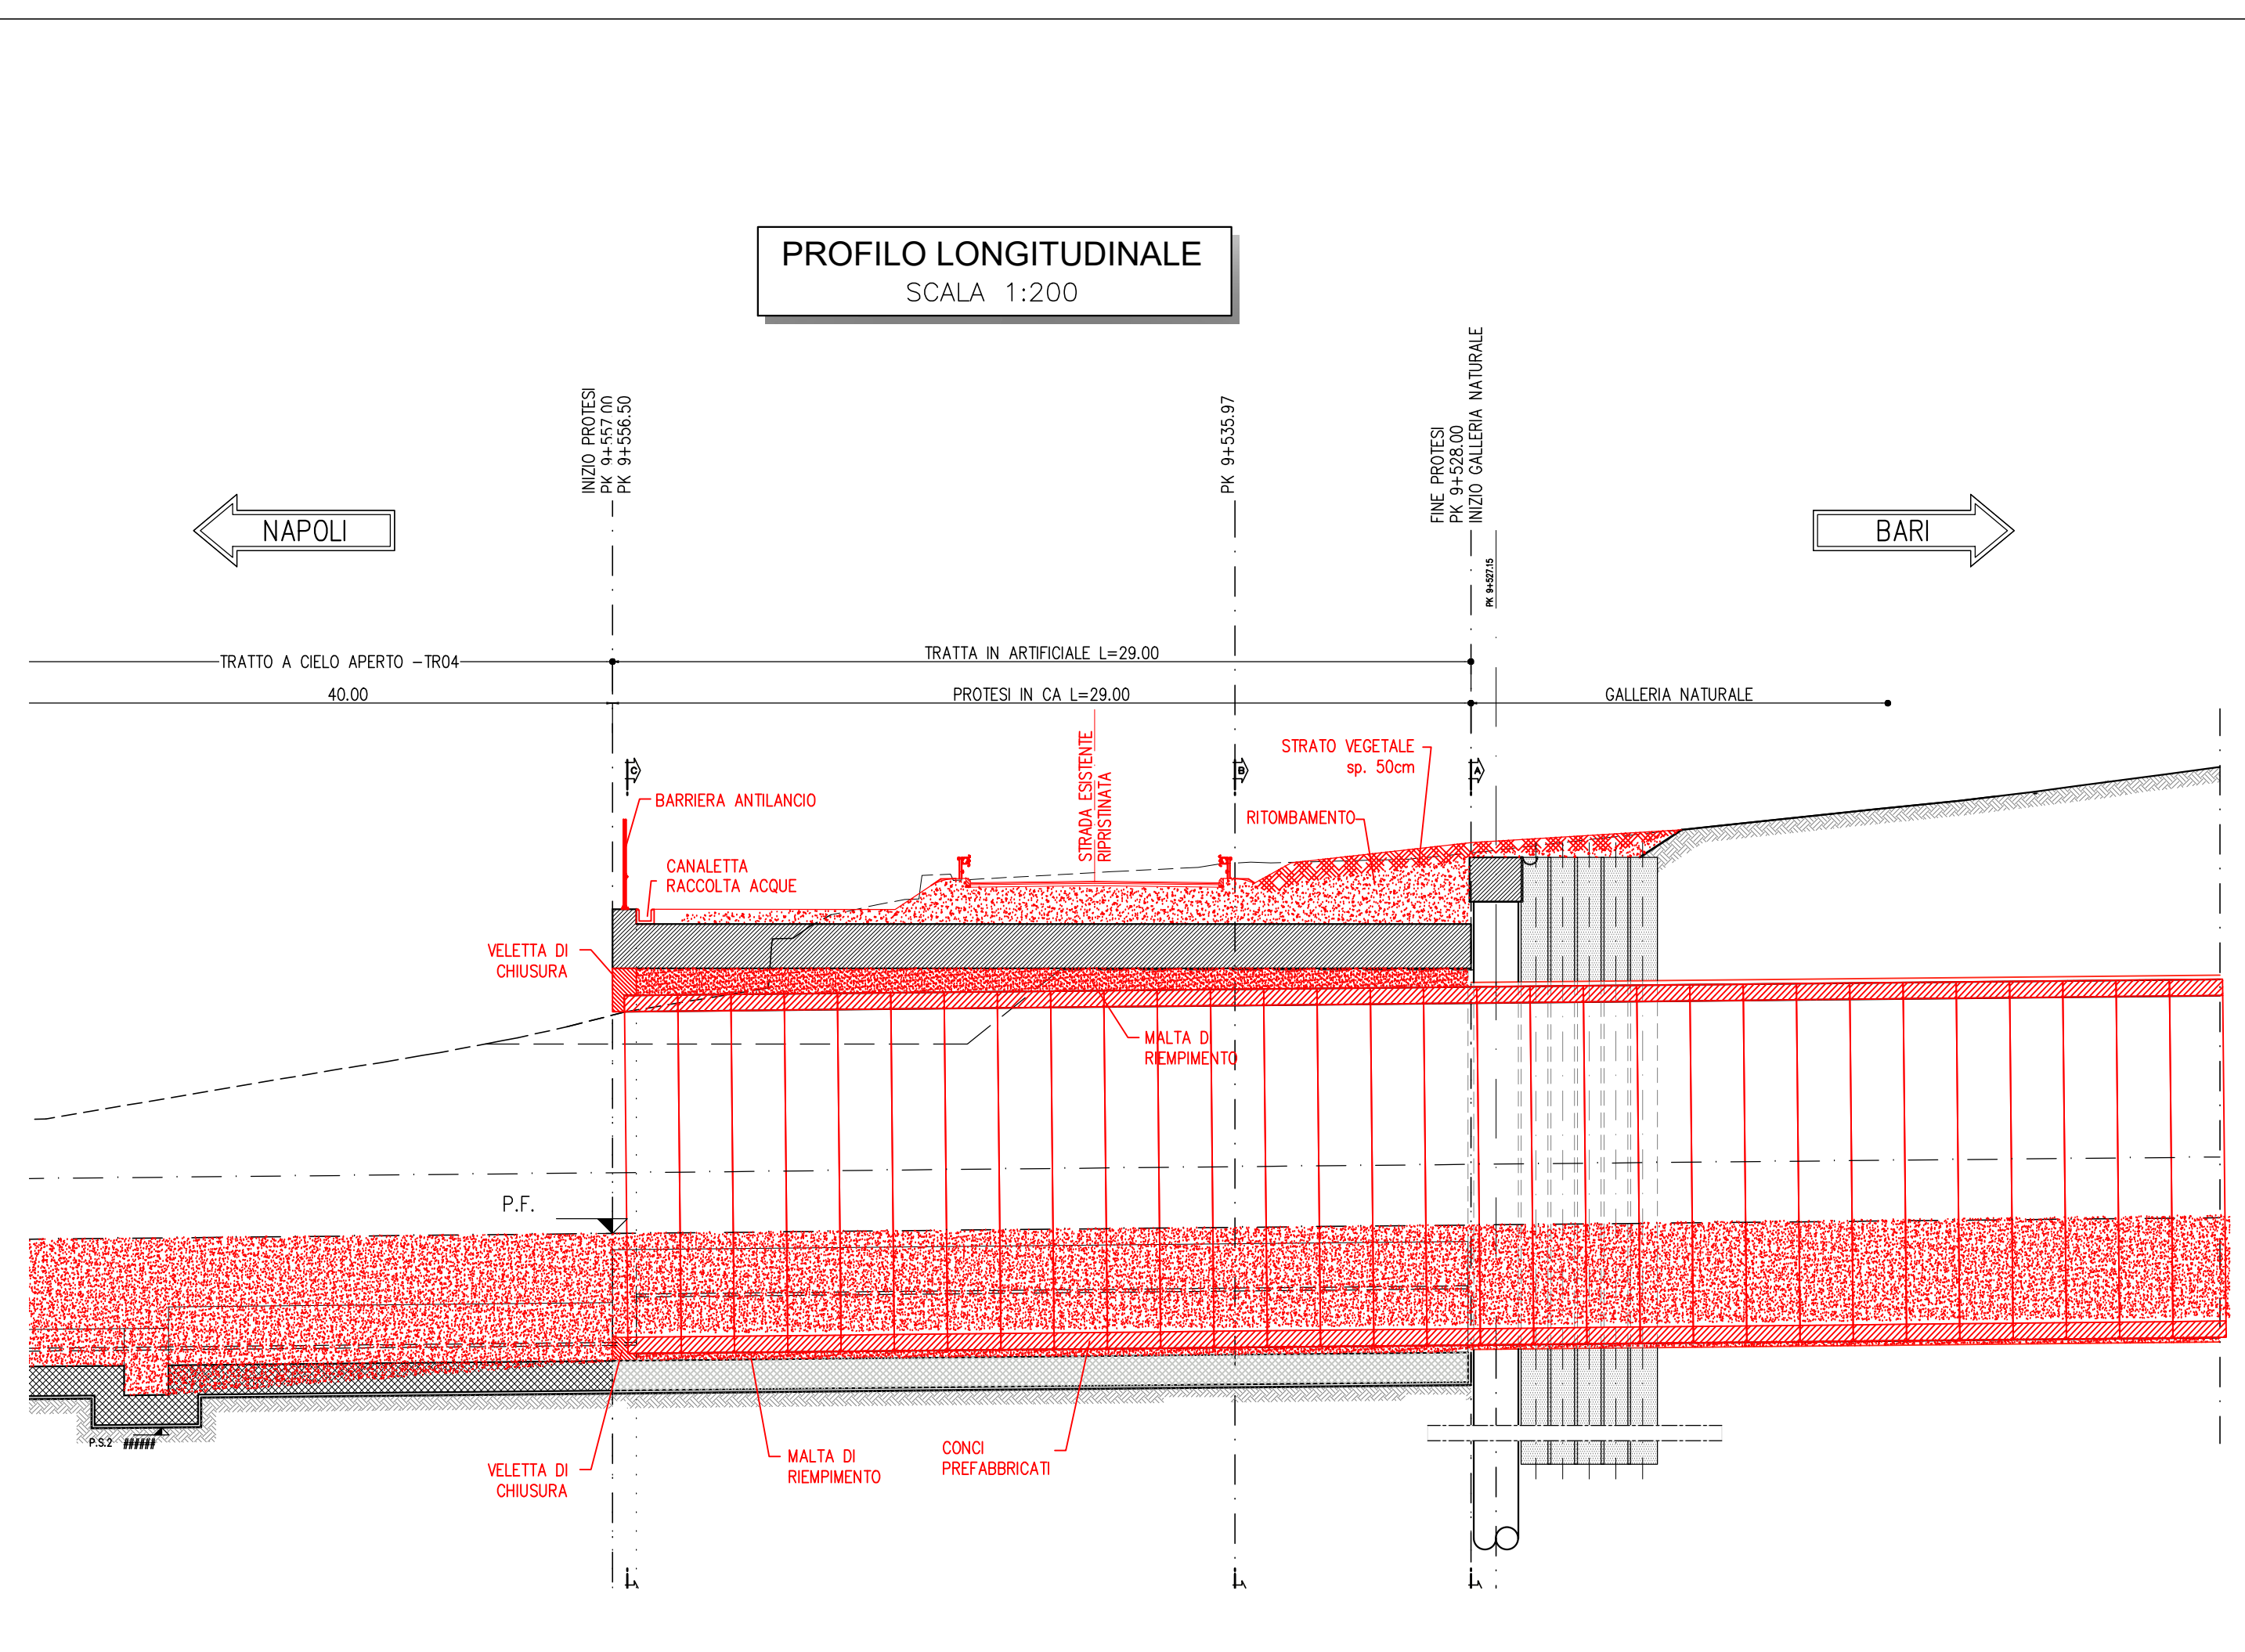 PROFILO LONGITUDINALE
SCALA 1:200
INIZIO PROTESI
PK 9+557.00
PK 9+556.50
PK 9+535.97
FINE PROTESI
PK 9+528.00
INIZIO GALLERIA NATURALE
PK 9+527.15
NAPOLI
BARI
TRATTO A CIELO APERTO -TR04
TRATTA IN ARTIFICIALE L=29.00
40.00
PROTESI IN CA L=29.00
GALLERIA NATURALE
C
B
A
STRADA ESISTENTE
RIPRISTINATA
STRATO VEGETALE
sp. 50cm
BARRIERA ANTILANCIO
RITOMBAMENTO
CANALETTA
RACCOLTA ACQUE
VELETTA DI
CHIUSURA
MALTA DI
RIEMPIMENTO
P.F.
P.S.2 ######
VELETTA DI
CHIUSURA
MALTA DI
RIEMPIMENTO
CONCI
PREFABBRICATI